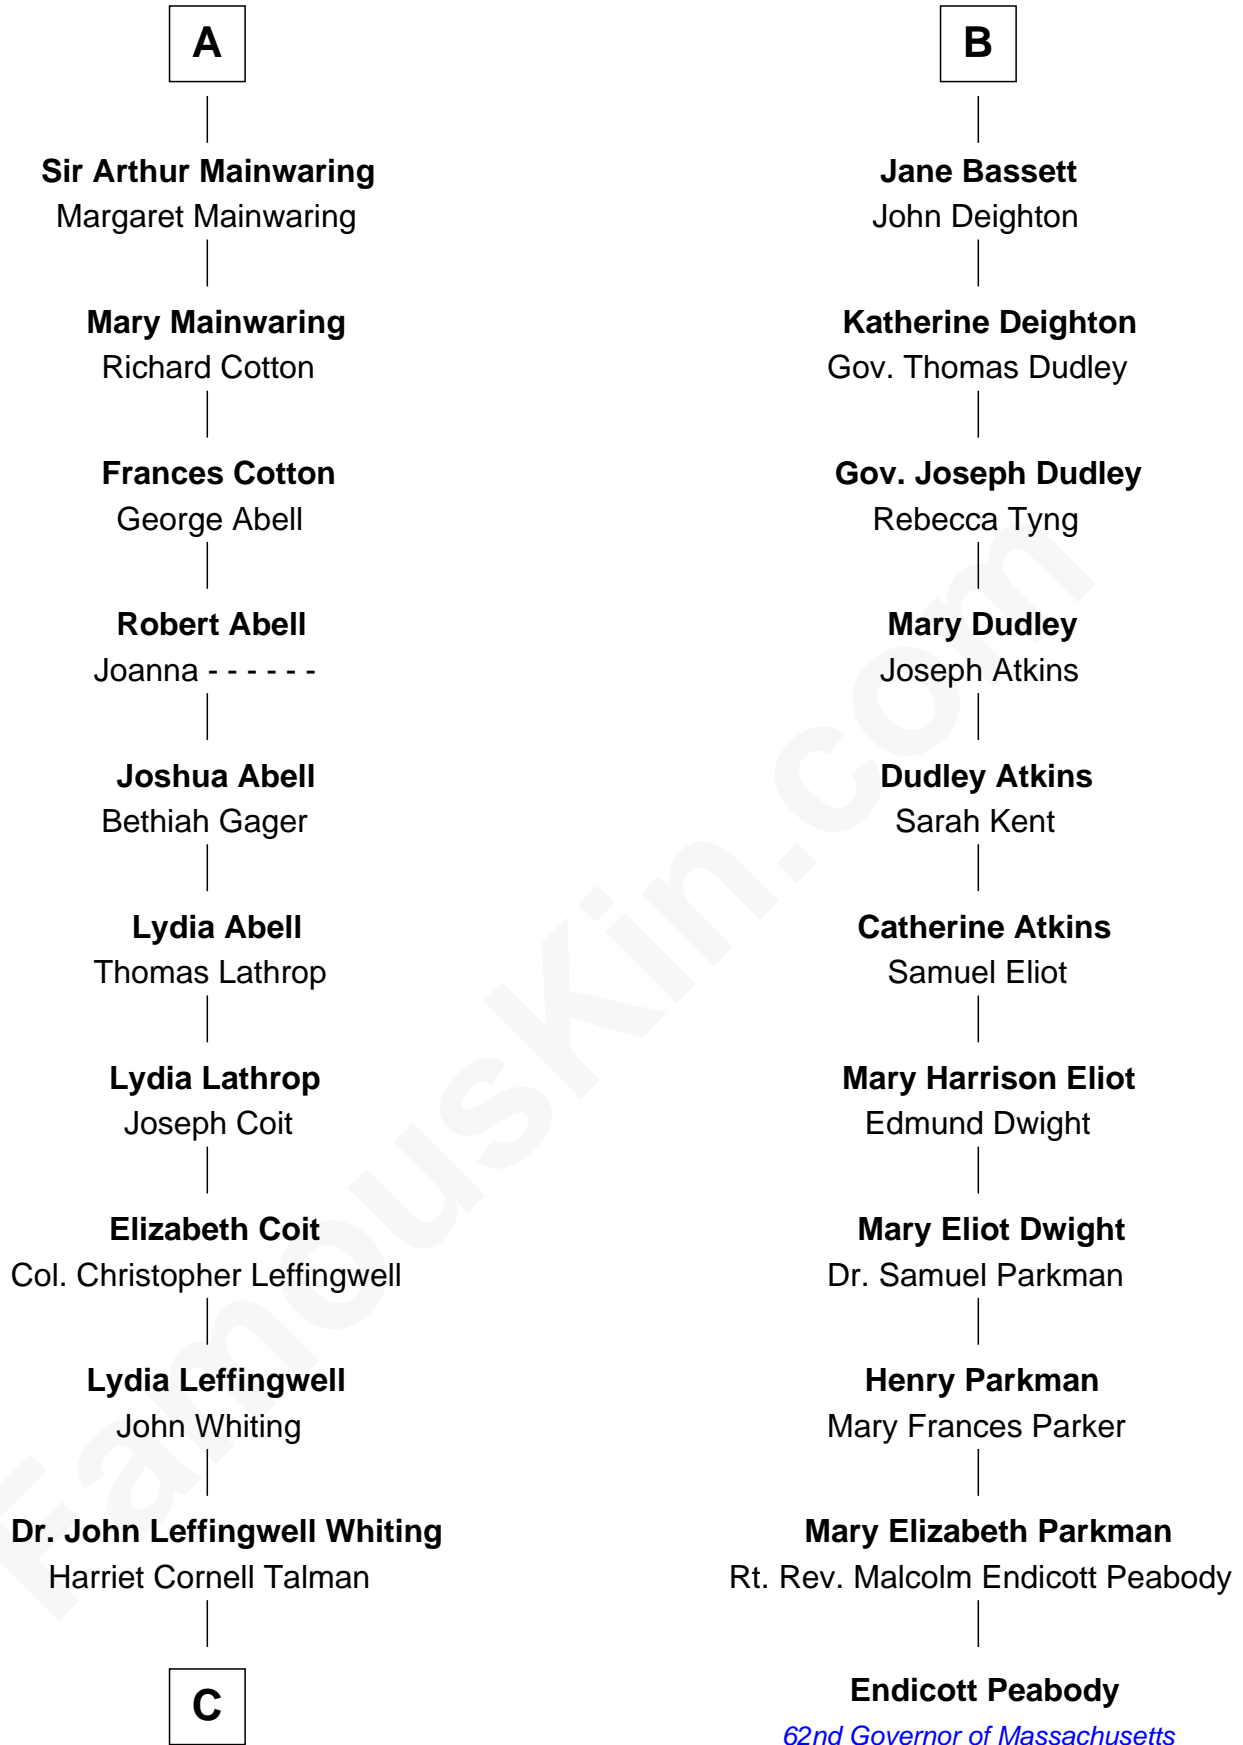 A
Sir Arthur Mainwaring
Margaret Mainwaring
Mary Mainwaring
Richard Cotton
Frances Cotton
George Abell
Robert Abell
Joanna - - - - - -
Joshua Abell
Bethiah Gager
Lydia Abell
Thomas Lathrop
Lydia Lathrop
Joseph Coit
Elizabeth Coit
Col. Christopher Leffingwell
Lydia Leffingwell
John Whiting
Dr. John Leffingwell Whiting
Harriet Cornell Talman
C
B
Jane Bassett
John Deighton
Katherine Deighton
Gov. Thomas Dudley
Gov. Joseph Dudley
Rebecca Tyng
Mary Dudley
Joseph Atkins
Dudley Atkins
Sarah Kent
Catherine Atkins
Samuel Eliot
Mary Harrison Eliot
Edmund Dwight
Mary Eliot Dwight
Dr. Samuel Parkman
Henry Parkman
Mary Frances Parker
Mary Elizabeth Parkman
Rt. Rev. Malcolm Endicott Peabody
Endicott Peabody
62nd Governor of Massachusetts
FamousKin.com